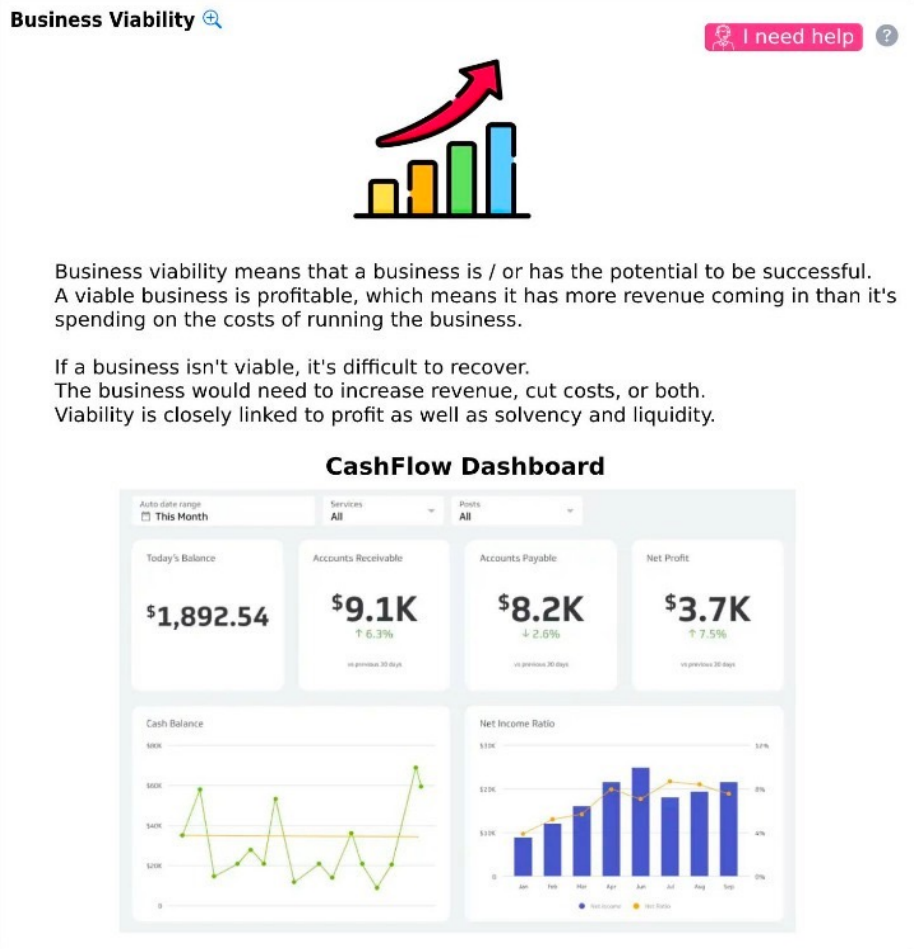 Business Viability
I need help
?
Business viability means that a business is / or has the potential to be successful.
A viable business is profitable, which means it has more revenue coming in than it's
spending on the costs of running the business.
If a business isn't viable, it's difficult to recover.
The business would need to increase revenue, cut costs, or both.
Viability is closely linked to profit as well as solvency and liquidity.
CashFlow Dashboard
Auto date range
This Month
Services
All
Posts
All
Today's Balance
$1,892.54
Accounts Receivable
$9.1K
↑ 6.3%
vs previous 30 days
Accounts Payable
$8.2K
↓ 2.6%
vs previous 30 days
Net Profit
$3.7K
↑ 7.5%
vs previous 30 days
Cash Balance
$80K
$60K
$40K
$20K
0
Net Income Ratio
$30K
$20K
$10K
0
12%
8%
4%
0%
Jan Feb Mar Apr Jun Jul Aug Sep
Net Income Net Ratio